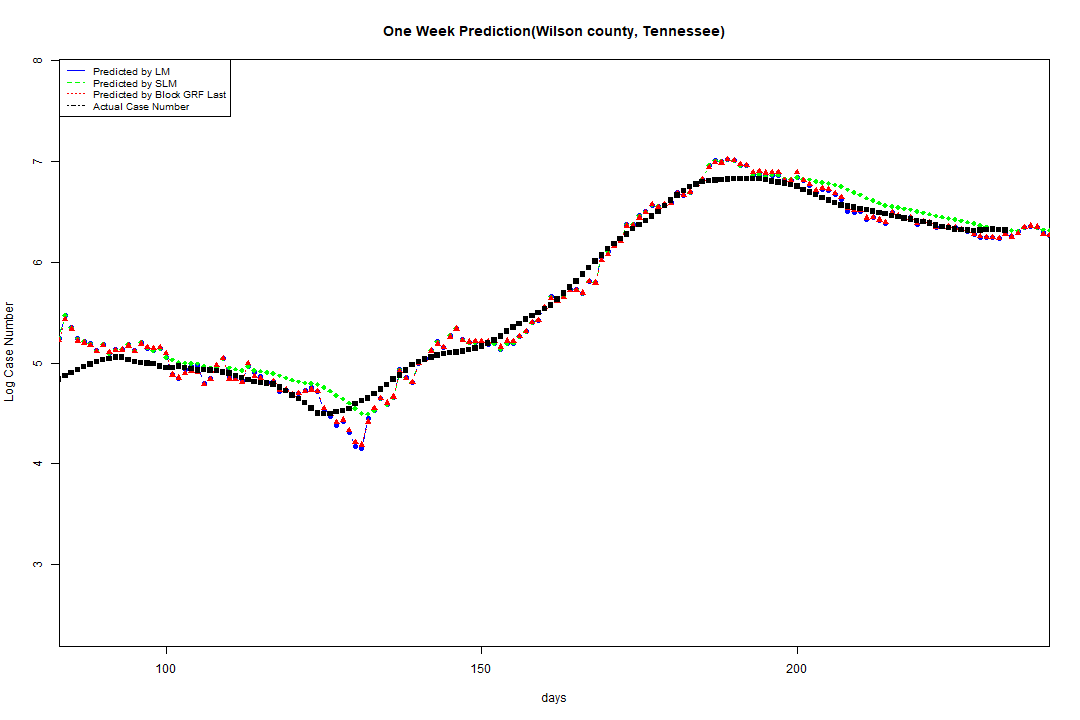 One Week Prediction(Wilson county, Tennessee)
Predicted by LM
Predicted by SLM
Predicted by Block GRF Last
Actual Case Number
8
7
6
5
4
3
Log Case Number
100 150 200
days